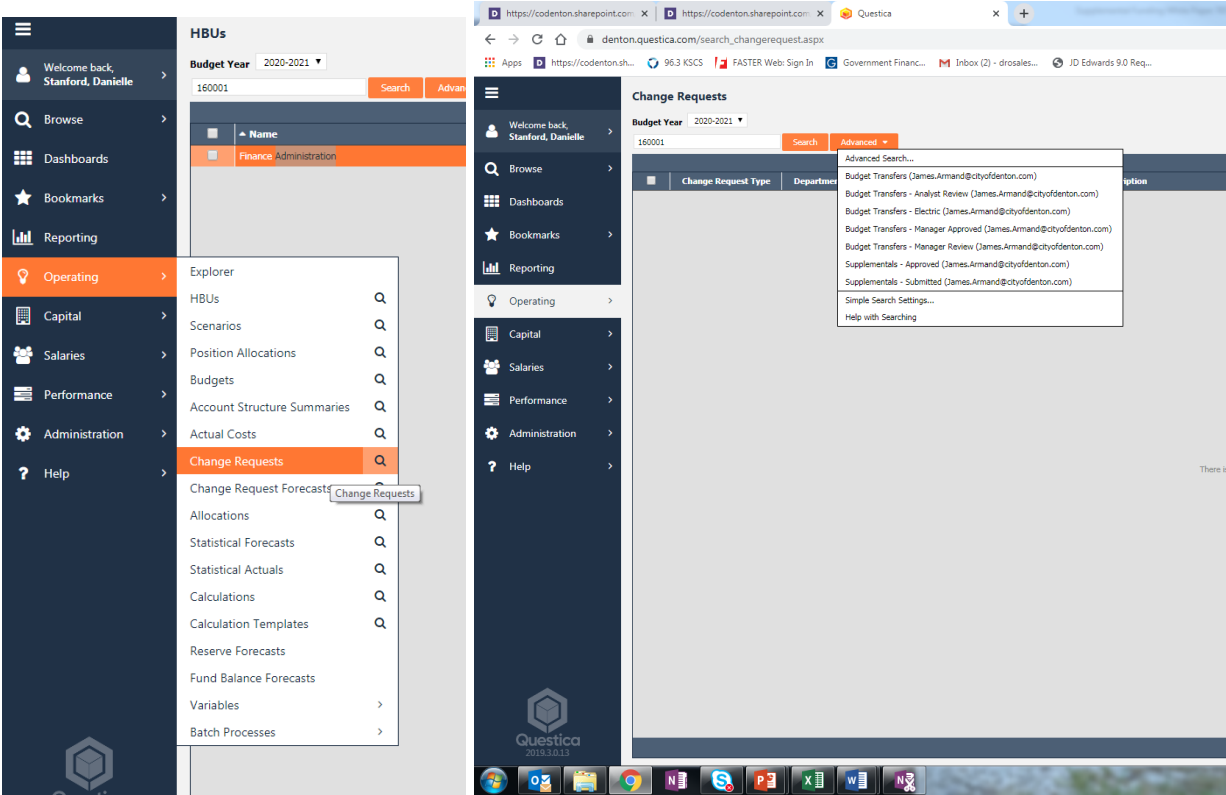 HBUs
Welcome back,
Stanford, Danielle
Budget Year 2020-2021
160001 Search Advan
Browse
Name
Dashboards
Finance Administration
Bookmarks
Reporting
Operating
Capital
Salaries
Performance
Administration
Help
Explorer
HBUs
Scenarios
Position Allocations
Budgets
Account Structure Summaries
Actual Costs
Change Requests
Change Request Forecasts
Change Requests
Allocations
Statistical Forecasts
Statistical Actuals
Calculations
Calculation Templates
Reserve Forecasts
Fund Balance Forecasts
Variables
Batch Processes
https://codenton.sharepoint.com
https://codenton.sharepoint.com
Questica
denton.questica.com/search_changerequest.aspx
Apps https://codenton.sh... 96.3 KSCS FASTER Web: Sign In Government Financ... Inbox (2) - drosales... JD Edwards 9.0 Req...
Change Requests
Welcome back,
Stanford, Danielle
Budget Year 2020-2021
160001 Search Advanced
Change Request Type Departmen iption
Browse
Dashboards
Bookmarks
Reporting
Operating
Capital
Salaries
Performance
Administration
Help
Advanced Search...
Budget Transfers (James.Armand@cityofdenton.com)
Budget Transfers - Analyst Review (James.Armand@cityofdenton.com)
Budget Transfers - Electric (James.Armand@cityofdenton.com)
Budget Transfers - Manager Approved (James.Armand@cityofdenton.com)
Budget Transfers - Manager Review (James.Armand@cityofdenton.com)
Supplementals - Approved (James.Armand@cityofdenton.com)
Supplementals - Submitted (James.Armand@cityofdenton.com)
Simple Search Settings...
Help with Searching
There i
Questica
2019.3.0.13